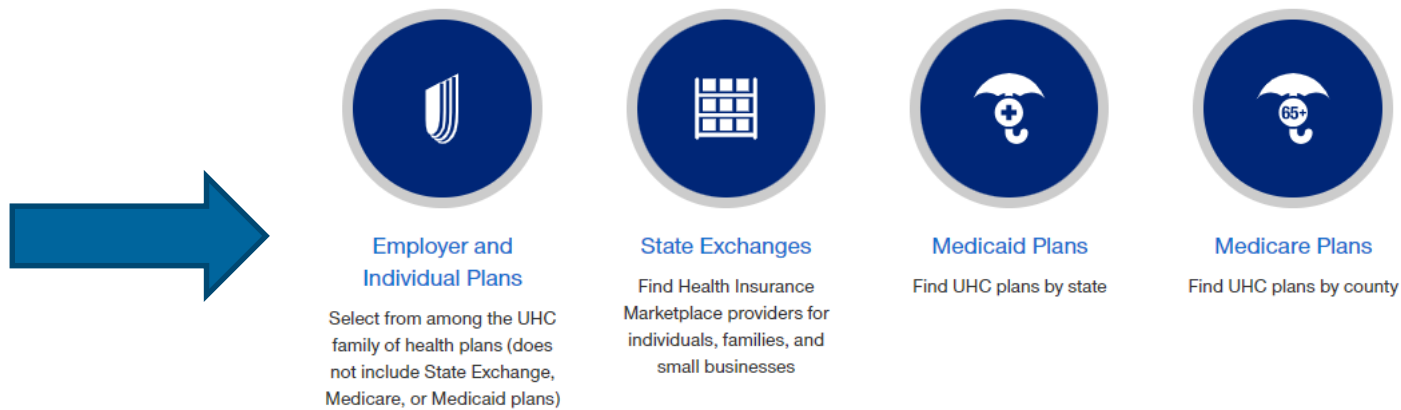 65+
Employer and
Individual Plans
Select from among the UHC
family of health plans (does
not include State Exchange,
Medicare, or Medicaid plans)
State Exchanges
Find Health Insurance
Marketplace providers for
individuals, families, and
small businesses
Medicaid Plans
Find UHC plans by state
Medicare Plans
Find UHC plans by county